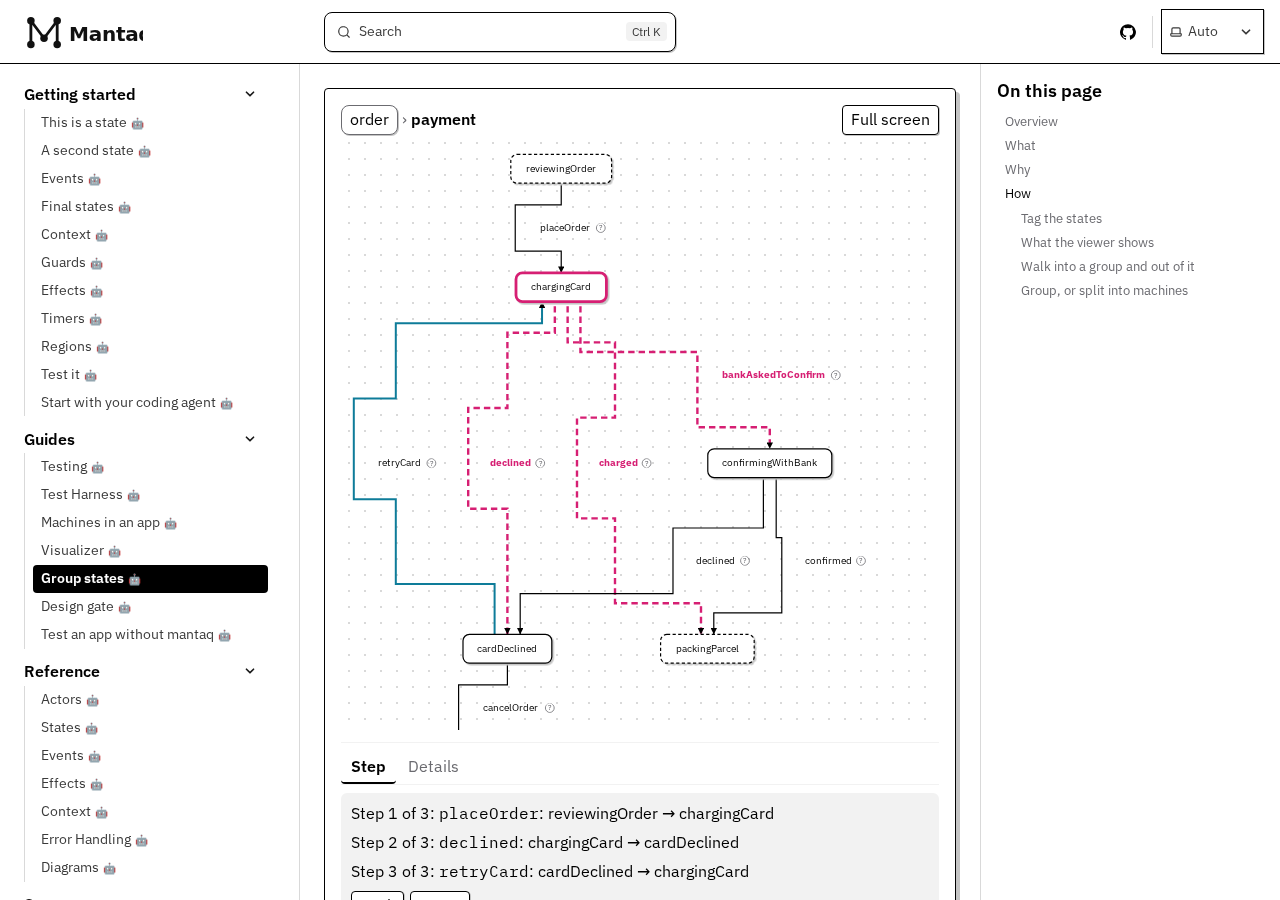 Search
Ctrl K
Auto
Getting started
This is a state
A second state
Events
Final states
Context
Guards
Effects
Timers
Regions
Test it
Start with your coding agent
Guides
Testing
Test Harness
Machines in an app
Visualizer
Group states
Design gate
Test an app without mantaq
Reference
Actors
States
Events
Effects
Context
Error Handling
Diagrams
order › payment
Full screen
reviewingOrder
placeOrder ?
chargingCard
bankAskedToConfirm ?
retryCard ?
declined ?
charged ?
confirmingWithBank
declined ?
confirmed ?
cardDeclined
packingParcel
cancelOrder ?
Step
Details
Step 1 of 3: placeOrder: reviewingOrder → chargingCard
Step 2 of 3: declined: chargingCard → cardDeclined
Step 3 of 3: retryCard: cardDeclined → chargingCard
On this page
Overview
What
Why
How
Tag the states
What the viewer shows
Walk into a group and out of it
Group, or split into machines